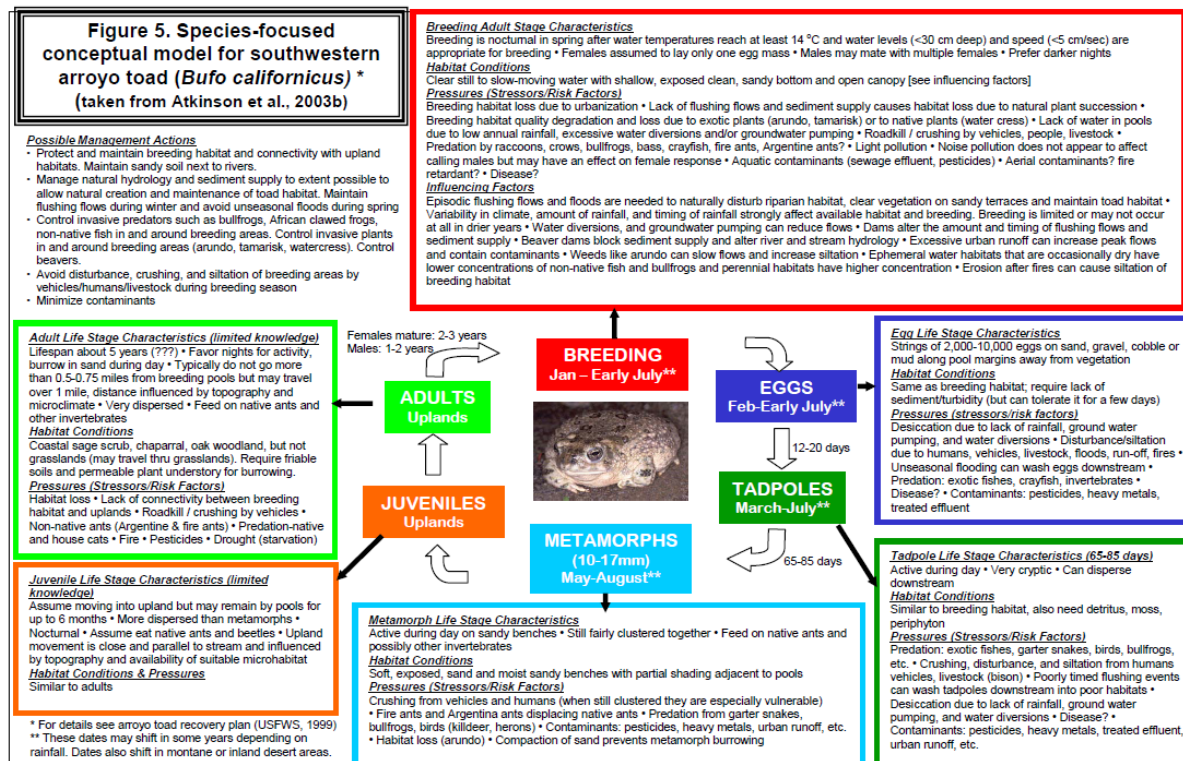 Figure 5. Species-focused
conceptual model for southwestern
arroyo toad (Bufo californicus) *
(taken from Atkinson et al., 2003b)
Possible Management Actions
• Protect and maintain breeding habitat and connectivity with upland
habitats. Maintain sandy soil next to rivers.
• Manage natural hydrology and sediment supply to extent possible to
allow natural creation and maintenance of toad habitat. Maintain
flushing flows during winter and avoid unseasonal floods during spring
• Control invasive predators such as bullfrogs, African clawed frogs,
non-native fish in and around breeding areas. Control invasive plants
in and around breeding areas (arundo, tamarisk, watercress). Control
beavers.
• Avoid disturbance, crushing, and siltation of breeding areas by
vehicles/humans/livestock during breeding season
• Minimize contaminants
Breeding Adult Stage Characteristics
Breeding is nocturnal in spring after water temperatures reach at least 14 °C and water levels (<30 cm deep) and speed (<5 cm/sec) are
appropriate for breeding • Females assumed to lay only one egg mass • Males may mate with multiple females • Prefer darker nights
Habitat Conditions
Clear still to slow-moving water with shallow, exposed clean, sandy bottom and open canopy [see influencing factors]
Pressures (Stressors/Risk Factors)
Breeding habitat loss due to urbanization • Lack of flushing flows and sediment supply causes habitat loss due to natural plant succession •
Breeding habitat quality degradation and loss due to exotic plants (arundo, tamarisk) or to native plants (water cress) • Lack of water in pools
due to low annual rainfall, excessive water diversions and/or groundwater pumping • Roadkill / crushing by vehicles, people, livestock •
Predation by raccoons, crows, bullfrogs, bass, crayfish, fire ants, Argentine ants? • Light pollution • Noise pollution does not appear to affect
calling males but may have an effect on female response • Aquatic contaminants (sewage effluent, pesticides) • Aerial contaminants? fire
retardant? • Disease?
Influencing Factors
Episodic flushing flows and floods are needed to naturally disturb riparian habitat, clear vegetation on sandy terraces and maintain toad habitat •
Variability in climate, amount of rainfall, and timing of rainfall strongly affect available habitat and breeding. Breeding is limited or may not occur
at all in drier years • Water diversions, and groundwater pumping can reduce flows • Dams alter the amount and timing of flushing flows and
sediment supply • Beaver dams block sediment supply and alter river and stream hydrology • Excessive urban runoff can increase peak flows
and contain contaminants • Weeds like arundo can slow flows and increase siltation • Ephemeral water habitats that are occasionally dry have
lower concentrations of non-native fish and bullfrogs and perennial habitats have higher concentration • Erosion after fires can cause siltation of
breeding habitat
Adult Life Stage Characteristics (limited knowledge)
Lifespan about 5 years (???) • Favor nights for activity,
burrow in sand during day • Typically do not go more
than 0.5-0.75 miles from breeding pools but may travel
over 1 mile, distance influenced by topography and
microclimate • Very dispersed • Feed on native ants and
other invertebrates
Habitat Conditions
Coastal sage scrub, chaparral, oak woodland, but not
grasslands (may travel thru grasslands). Require friable
soils and permeable plant understory for burrowing.
Pressures (Stressors/Risk Factors)
Habitat loss • Lack of connectivity between breeding
habitat and uplands • Roadkill / crushing by vehicles •
Non-native ants (Argentine & fire ants) • Predation-native
and house cats • Fire • Pesticides • Drought (starvation)
Females mature: 2-3 years
Males: 1-2 years
BREEDING
Jan – Early July**
ADULTS
Uplands
EGGS
Feb-Early July**
12-20 days
JUVENILES
Uplands
TADPOLES
March-July**
METAMORPHS
(10-17mm)
May-August**
65-85 days
Egg Life Stage Characteristics
Strings of 2,000-10,000 eggs on sand, gravel, cobble or
mud along pool margins away from vegetation
Habitat Conditions
Same as breeding habitat; require lack of
sediment/turbidity (but can tolerate it for a few days)
Pressures (stressors/risk factors)
Desiccation due to lack of rainfall, ground water
pumping, and water diversions • Disturbance/siltation
due to humans, vehicles, livestock, floods, run-off, fires •
Unseasonal flooding can wash eggs downstream •
Predation: exotic fishes, crayfish, invertebrates •
Disease? • Contaminants: pesticides, heavy metals,
treated effluent
Juvenile Life Stage Characteristics (limited
knowledge)
Assume moving into upland but may remain by pools for
up to 6 months • More dispersed than metamorphs •
Nocturnal • Assume eat native ants and beetles • Upland
movement is close and parallel to stream and influenced
by topography and availability of suitable microhabitat
Habitat Conditions & Pressures
Similar to adults
* For details see arroyo toad recovery plan (USFWS, 1999)
** These dates may shift in some years depending on
rainfall. Dates also shift in montane or inland desert areas.
Metamorph Life Stage Characteristics
Active during day on sandy benches • Still fairly clustered together • Feed on native ants and
possibly other invertebrates
Habitat Conditions
Soft, exposed, sand and moist sandy benches with partial shading adjacent to pools
Pressures (Stressors/Risk Factors)
Crushing from vehicles and humans (when still clustered they are especially vulnerable)
• Fire ants and Argentina ants displacing native ants • Predation from garter snakes,
bullfrogs, birds (killdeer, herons) • Contaminants: pesticides, heavy metals, urban runoff, etc.
• Habitat loss (arundo) • Compaction of sand prevents metamorph burrowing
Tadpole Life Stage Characteristics (65-85 days)
Active during day • Very cryptic • Can disperse
downstream
Habitat Conditions
Similar to breeding habitat, also need detritus, moss,
periphyton
Pressures (Stressors/Risk Factors)
Predation: exotic fishes, garter snakes, birds, bullfrogs,
etc. • Crushing, disturbance, and siltation from humans
vehicles, livestock (bison) • Poorly timed flushing events
can wash tadpoles downstream into poor habitats •
Desiccation due to lack of rainfall, ground water
pumping, and water diversions • Disease? •
Contaminants: pesticides, heavy metals, treated effluent,
urban runoff, etc.